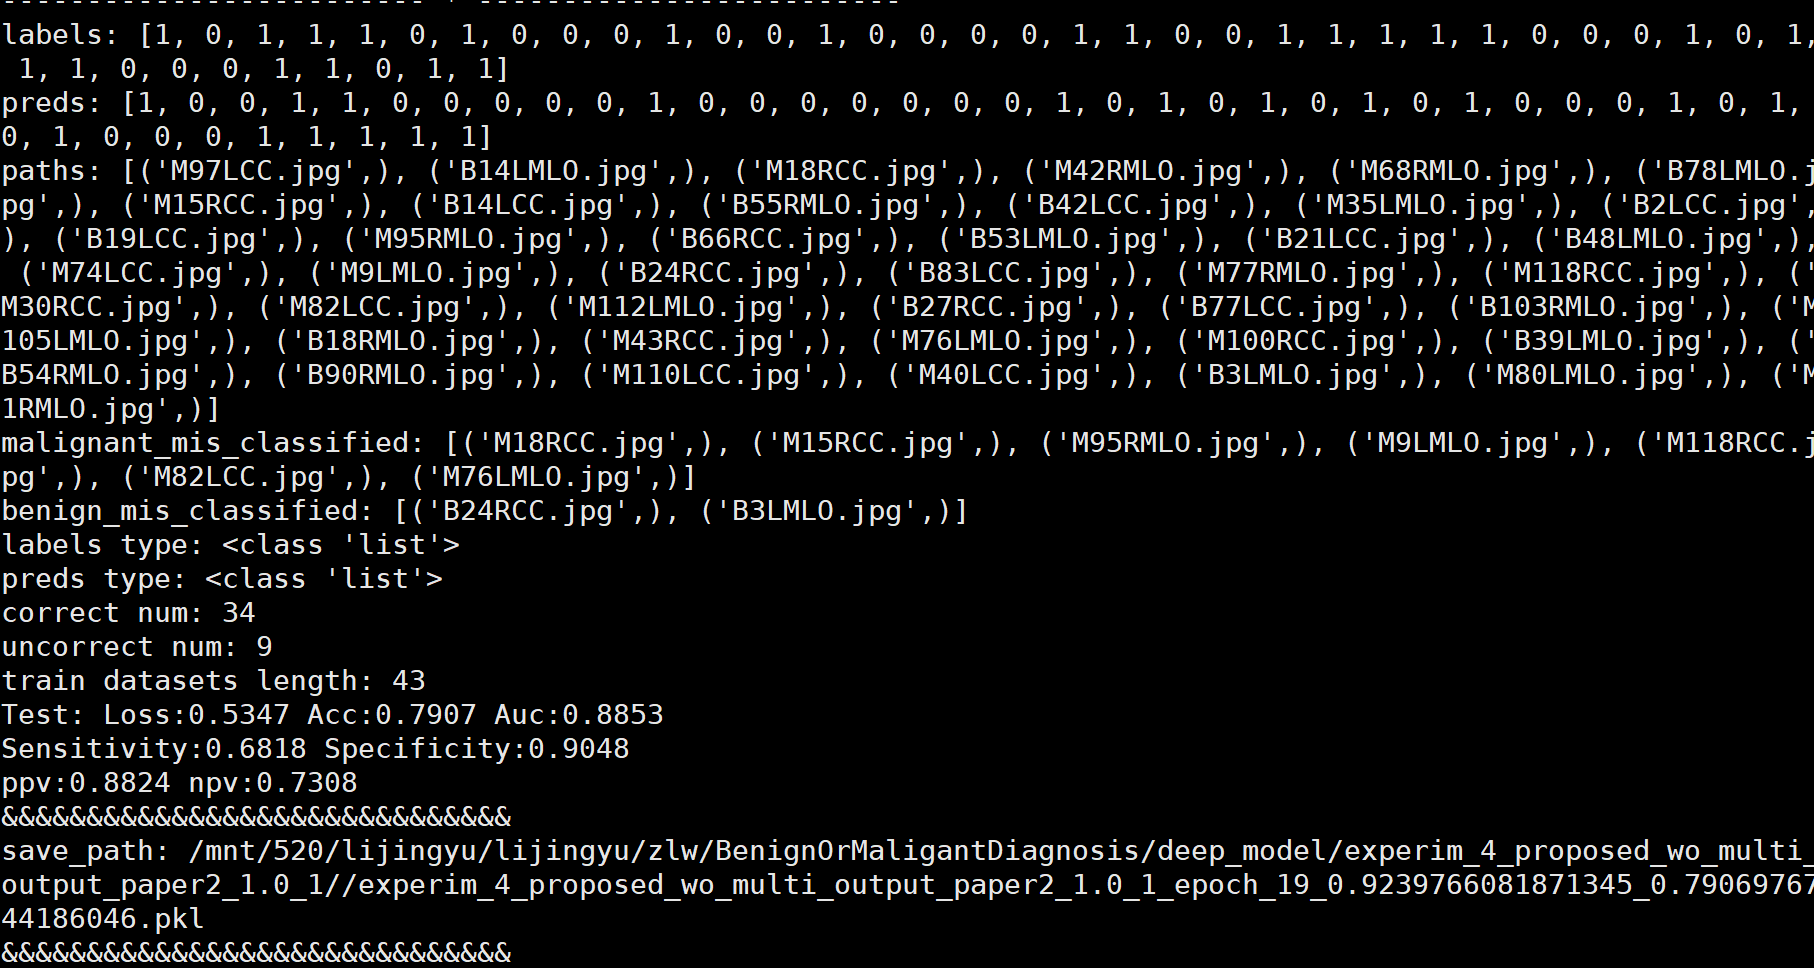 ------------------------- ' -------------------------
labels: [1, 0, 1, 1, 1, 0, 1, 0, 0, 0, 1, 0, 0, 1, 0, 0, 0, 0, 1, 1, 0, 0, 1, 1, 1, 1, 1, 0, 0, 0, 1, 0, 1,
1, 1, 0, 0, 0, 1, 1, 0, 1, 1]
preds: [1, 0, 0, 1, 1, 0, 0, 0, 0, 0, 1, 0, 0, 0, 0, 0, 0, 0, 1, 0, 1, 0, 1, 0, 1, 0, 1, 0, 0, 0, 1, 0, 1,
0, 1, 0, 0, 0, 1, 1, 1, 1, 1]
paths: [('M97LCC.jpg',), ('B14LMLO.jpg',), ('M18RCC.jpg',), ('M42RMLO.jpg',), ('M68RMLO.jpg',), ('B78LMLO.j
pg',), ('M15RCC.jpg',), ('B14LCC.jpg',), ('B55RMLO.jpg',), ('B42LCC.jpg',), ('M35LMLO.jpg',), ('B2LCC.jpg',
), ('B19LCC.jpg',), ('M95RMLO.jpg',), ('B66RCC.jpg',), ('B53LMLO.jpg',), ('B21LCC.jpg',), ('B48LMLO.jpg',),
('M74LCC.jpg',), ('M9LMLO.jpg',), ('B24RCC.jpg',), ('B83LCC.jpg',), ('M77RMLO.jpg',), ('M118RCC.jpg',), ('
M30RCC.jpg',), ('M82LCC.jpg',), ('M112LMLO.jpg',), ('B27RCC.jpg',), ('B77LCC.jpg',), ('B103RMLO.jpg',), ('M
105LMLO.jpg',), ('B18RMLO.jpg',), ('M43RCC.jpg',), ('M76LMLO.jpg',), ('M100RCC.jpg',), ('B39LMLO.jpg',), ('
B54RMLO.jpg',), ('B90RMLO.jpg',), ('M110LCC.jpg',), ('M40LCC.jpg',), ('B3LMLO.jpg',), ('M80LMLO.jpg',), ('M
1RMLO.jpg',)]
malignant_mis_classified: [('M18RCC.jpg',), ('M15RCC.jpg',), ('M95RMLO.jpg',), ('M9LMLO.jpg',), ('M118RCC.j
pg',), ('M82LCC.jpg',), ('M76LMLO.jpg',)]
benign_mis_classified: [('B24RCC.jpg',), ('B3LMLO.jpg',)]
labels type: <class 'list'>
preds type: <class 'list'>
correct num: 34
uncorrect num: 9
train datasets length: 43
Test: Loss:0.5347 Acc:0.7907 Auc:0.8853
Sensitivity:0.6818 Specificity:0.9048
ppv:0.8824 npv:0.7308
&&&&&&&&&&&&&&&&&&&&&&&&&&&&&&
save_path: /mnt/520/lijingyu/lijingyu/zlw/BenignOrMaligantDiagnosis/deep_model/experim_4_proposed_wo_multi_
output_paper2_1.0_1//experim_4_proposed_wo_multi_output_paper2_1.0_1_epoch_19_0.9239766081871345_0.79069767
44186046.pkl
&&&&&&&&&&&&&&&&&&&&&&&&&&&&&&